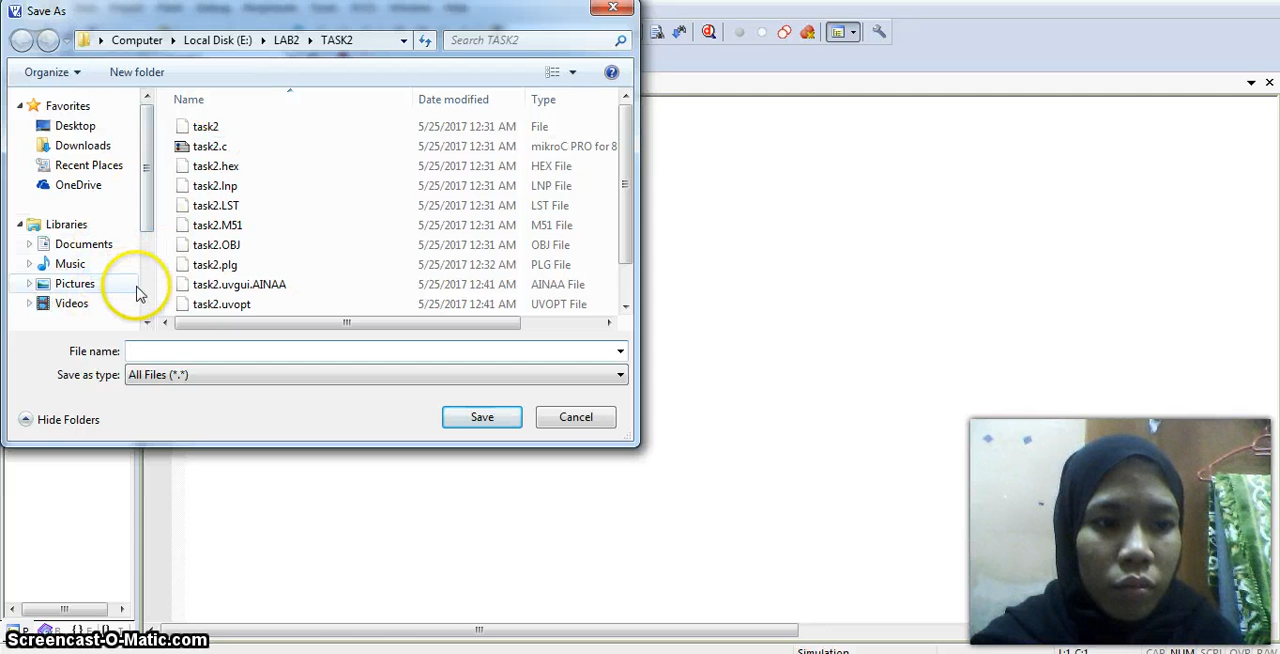 Save As
Computer Local Disk (E:) LAB2 TASK2 Search TASK2
Organize New folder
Name Date modified Type
Favorites
Desktop
Downloads
Recent Places
OneDrive
Libraries
Documents
Music
Pictures
Videos
task2 5/25/2017 12:31 AM File
task2.c 5/25/2017 12:31 AM mikroC PRO for 8
task2.hex 5/25/2017 12:31 AM HEX File
task2.lnp 5/25/2017 12:31 AM LNP File
task2.LST 5/25/2017 12:31 AM LST File
task2.M51 5/25/2017 12:31 AM M51 File
task2.OBJ 5/25/2017 12:31 AM OBJ File
task2.plg 5/25/2017 12:32 AM PLG File
task2.uvgui.AINAA 5/25/2017 12:41 AM AINAA File
task2.uvopt 5/25/2017 12:41 AM UVOPT File
File name:
Save as type: All Files (*.*)
Hide Folders Save Cancel
Screencast-O-Matic.com
Simulation L:1 C:1 CAP NUM SCRL OVR R/W